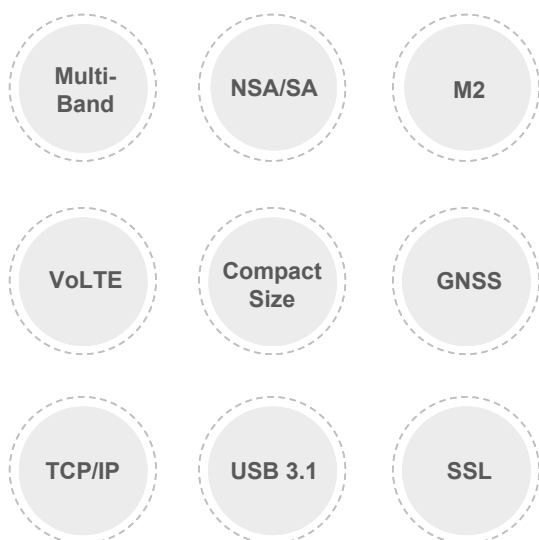 Multi-
Band
NSA/SA
M2
VoLTE
Compact
Size
GNSS
TCP/IP
USB 3.1
SSL